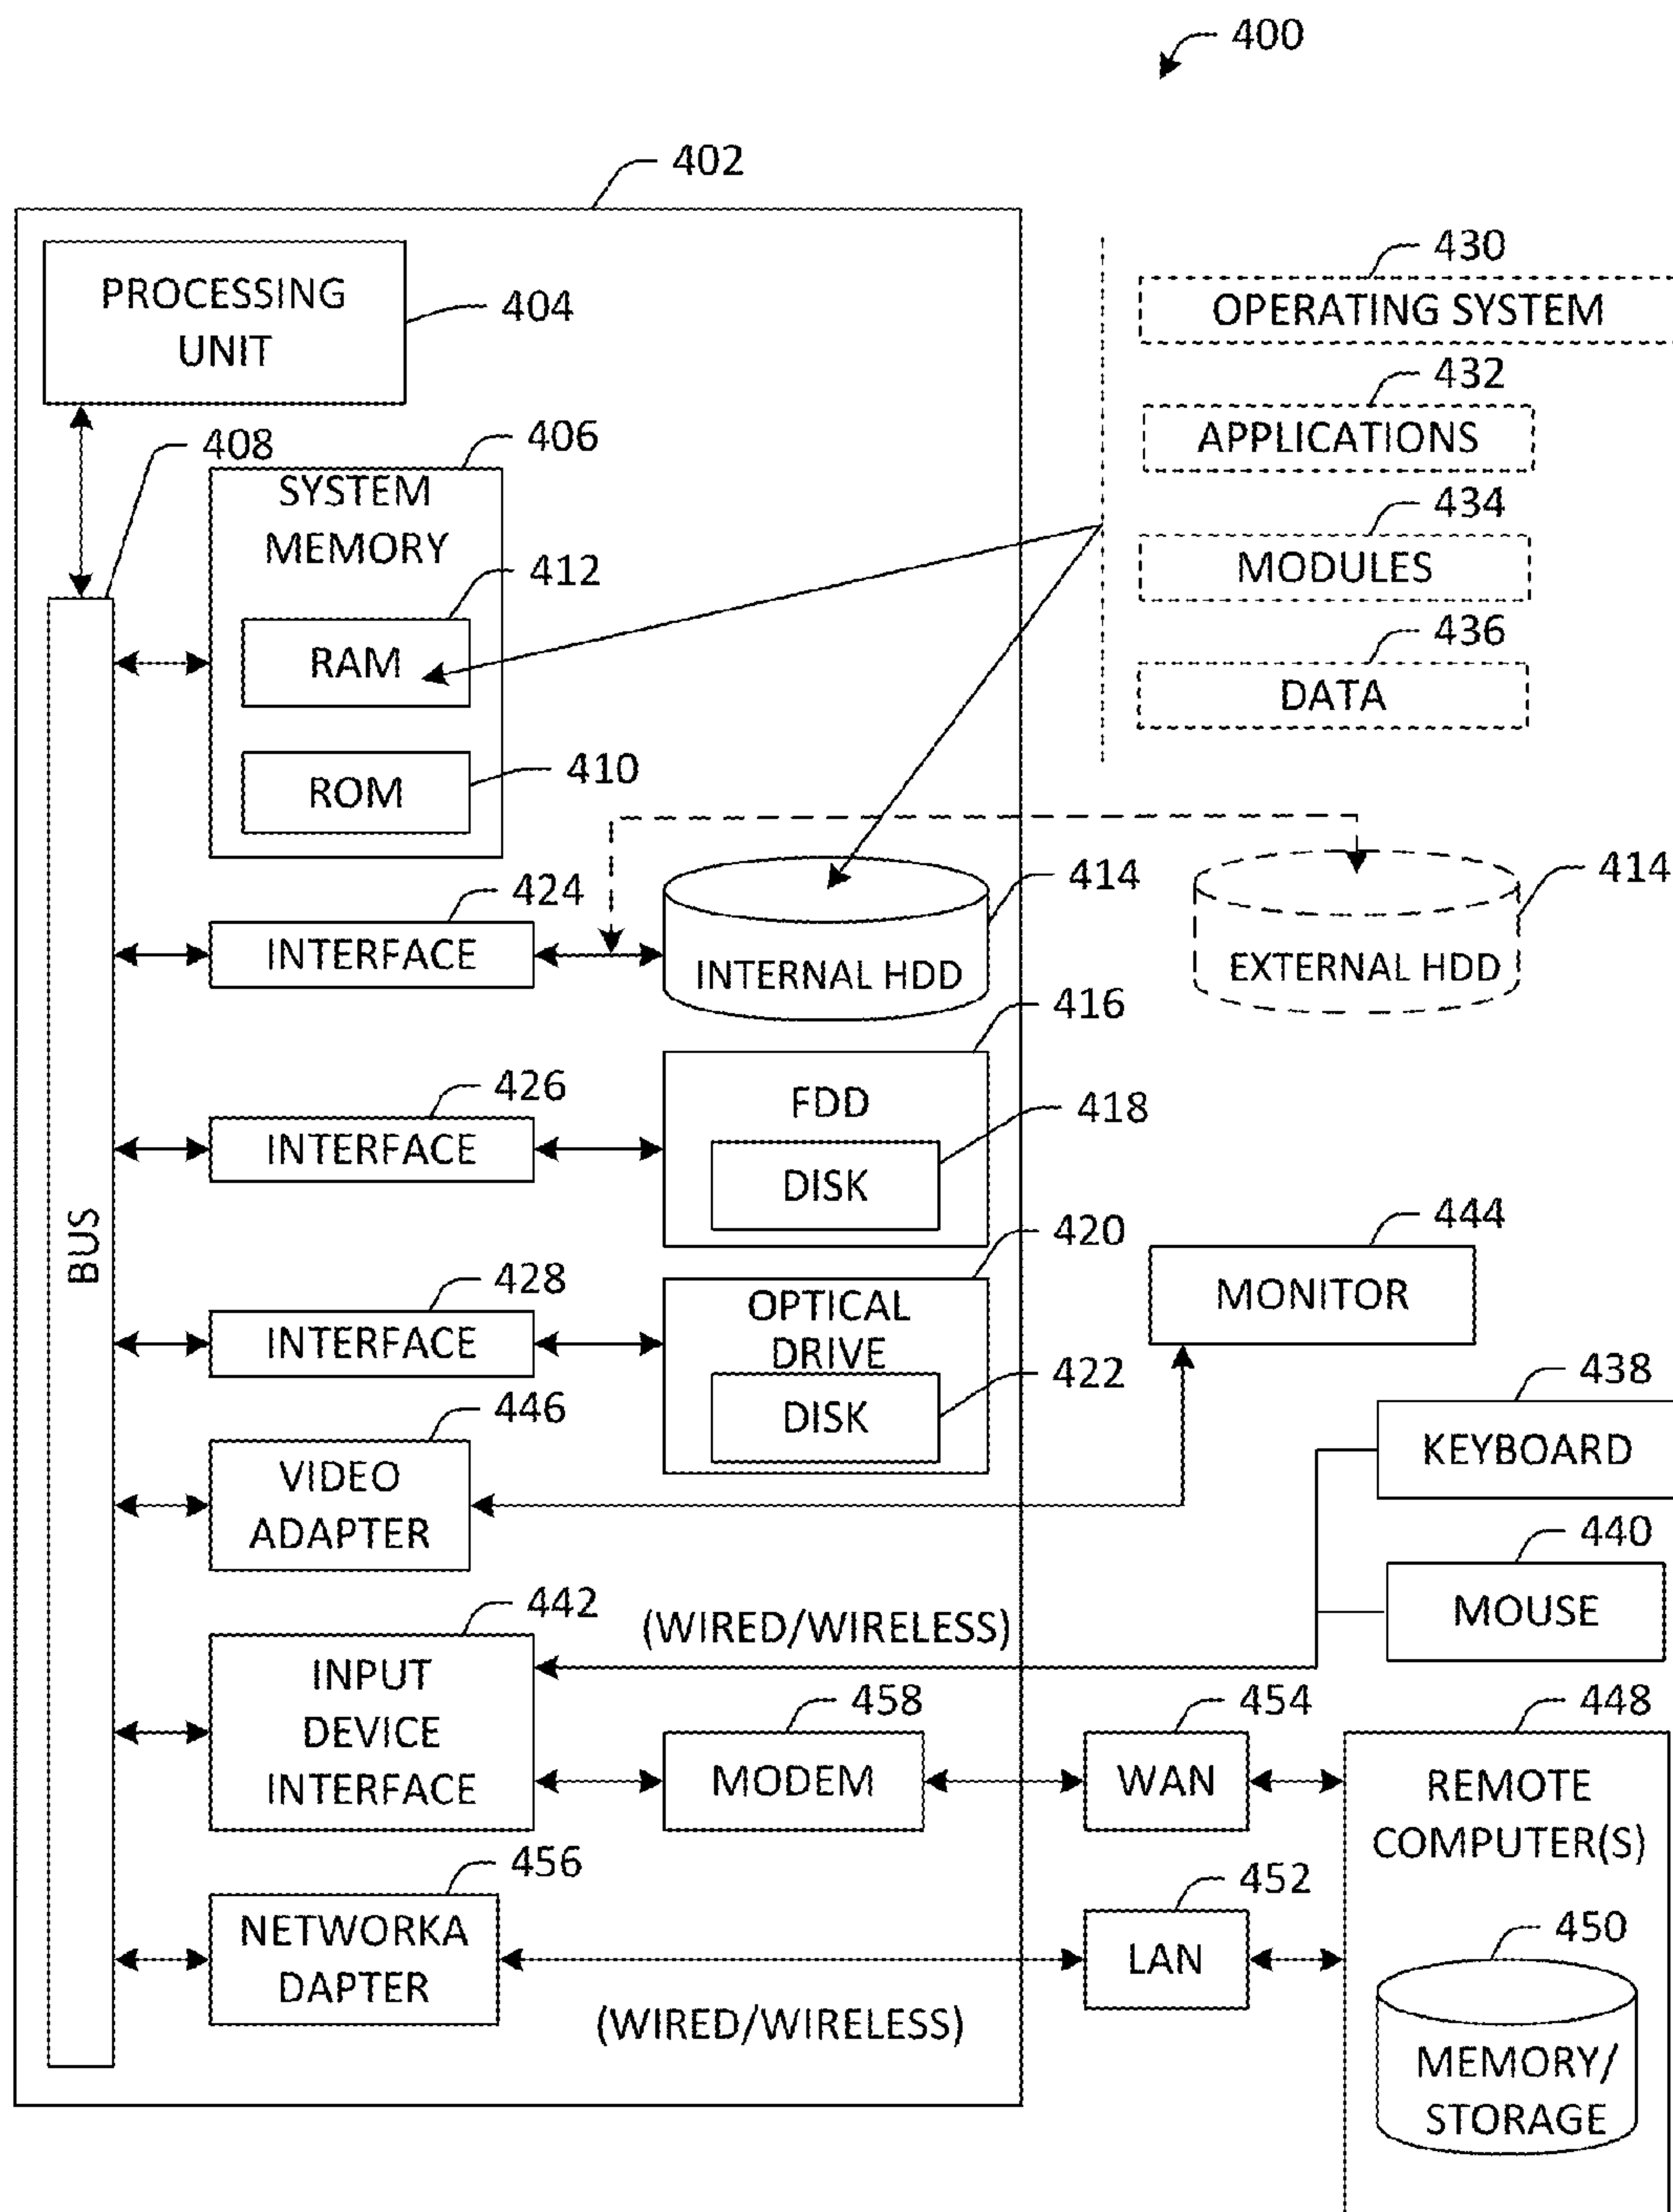 400
402
PROCESSING
UNIT
404
430
OPERATING SYSTEM
432
APPLICATIONS
434
MODULES
436
DATA
408
406
SYSTEM
MEMORY
412
RAM
410
ROM
424
INTERFACE
414
INTERNAL HDD
414
EXTERNAL HDD
416
426
INTERFACE
FDD
418
DISK
BUS
420
428
INTERFACE
OPTICAL
DRIVE
422
DISK
444
MONITOR
446
VIDEO
ADAPTER
438
KEYBOARD
440
MOUSE
442
(WIRED/WIRELESS)
INPUT
DEVICE
INTERFACE
458
MODEM
454
WAN
448
REMOTE
COMPUTER(S)
456
NETWORKA
DAPTER
452
LAN
(WIRED/WIRELESS)
450
MEMORY/
STORAGE